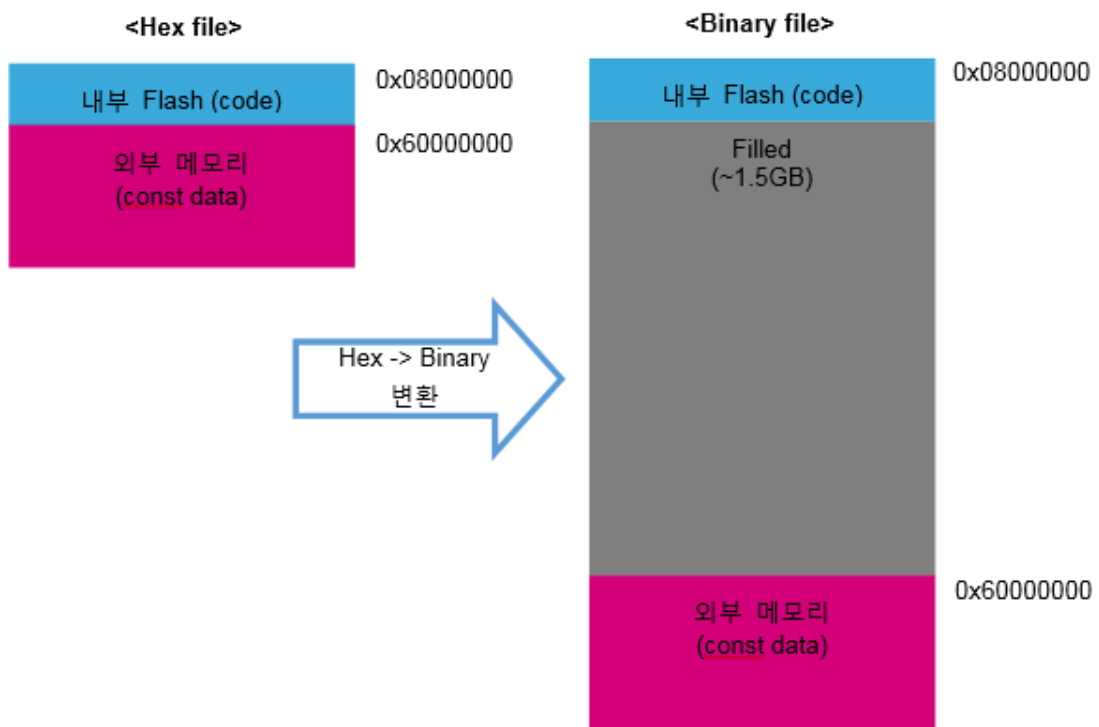 <Hex file>
내부 Flash (code)
0x08000000
외부 메모리
(const data)
0x60000000
Hex -> Binary
변환
<Binary file>
내부 Flash (code)
0x08000000
Filled
(~1.5GB)
외부 메모리
(const data)
0x60000000